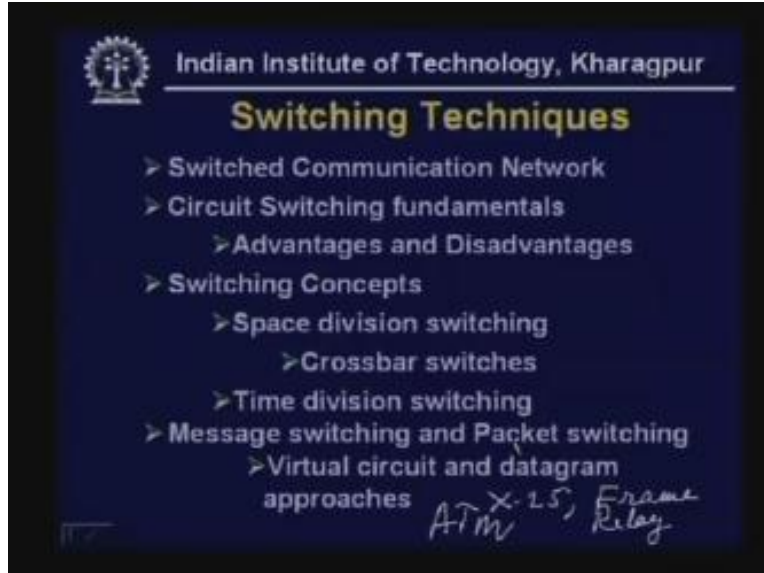 Indian Institute of Technology, Kharagpur
Switching Techniques
➢ Switched Communication Network
➢ Circuit Switching fundamentals
➢Advantages and Disadvantages
➢ Switching Concepts
➢Space division switching
➢Crossbar switches
➢Time division switching
➢ Message switching and Packet switching
➢Virtual circuit and datagram
approaches X-25, Frame
ATM Relay